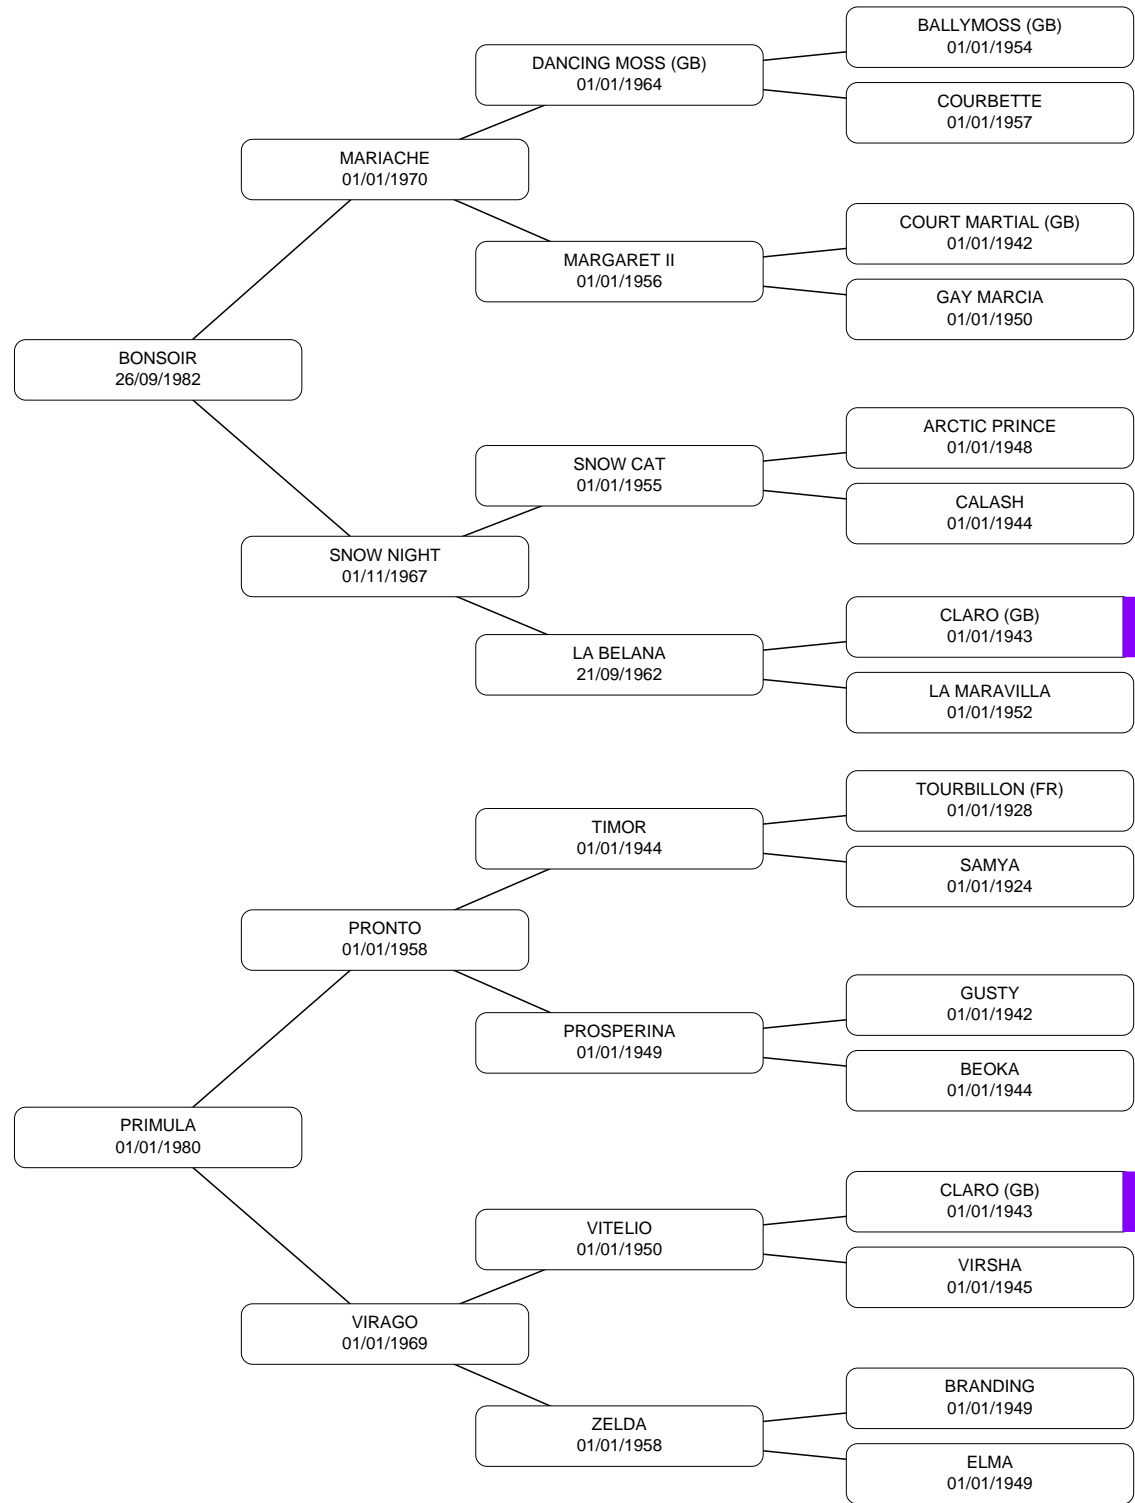 BALLYMOSS (GB)
01/01/1954
DANCING MOSS (GB)
01/01/1964
COURBETTE
01/01/1957
MARIACHE
01/01/1970
COURT MARTIAL (GB)
01/01/1942
MARGARET II
01/01/1956
GAY MARCIA
01/01/1950
BONSOIR
26/09/1982
ARCTIC PRINCE
01/01/1948
SNOW CAT
01/01/1955
CALASH
01/01/1944
SNOW NIGHT
01/11/1967
CLARO (GB)
01/01/1943
LA BELANA
21/09/1962
LA MARAVILLA
01/01/1952
TOURBILLON (FR)
01/01/1928
TIMOR
01/01/1944
SAMYA
01/01/1924
PRONTO
01/01/1958
GUSTY
01/01/1942
PROSPERINA
01/01/1949
BEOKA
01/01/1944
PRIMULA
01/01/1980
CLARO (GB)
01/01/1943
VITELIO
01/01/1950
VIRSHA
01/01/1945
VIRAGO
01/01/1969
BRANDING
01/01/1949
ZELDA
01/01/1958
ELMA
01/01/1949